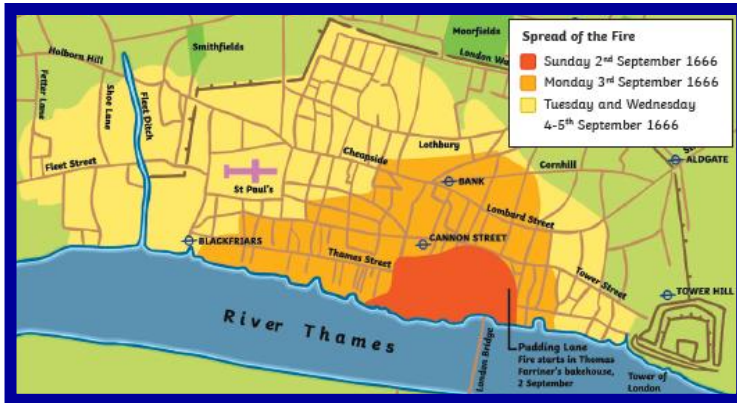 Spread of the Fire
Sunday 2nd September 1666
Monday 3rd September 1666
Tuesday and Wednesday
4-5th September 1666
Moorfields
Smithfields
Holborn Hill
London Wa
Fetter Lane
Shoe Lane
Fleet Ditch
Fleet Street
St Paul's
Cheapside
Lothbury
Cornhill
ALDGATE
BANK
Lombard Street
BLACKFRIARS
Thames Street
CANNON STREET
Tower Street
TOWER HILL
River Thames
London Bridge
Pudding Lane
Fire starts in Thomas
Farriner's bakehouse,
2 September
Tower of
London